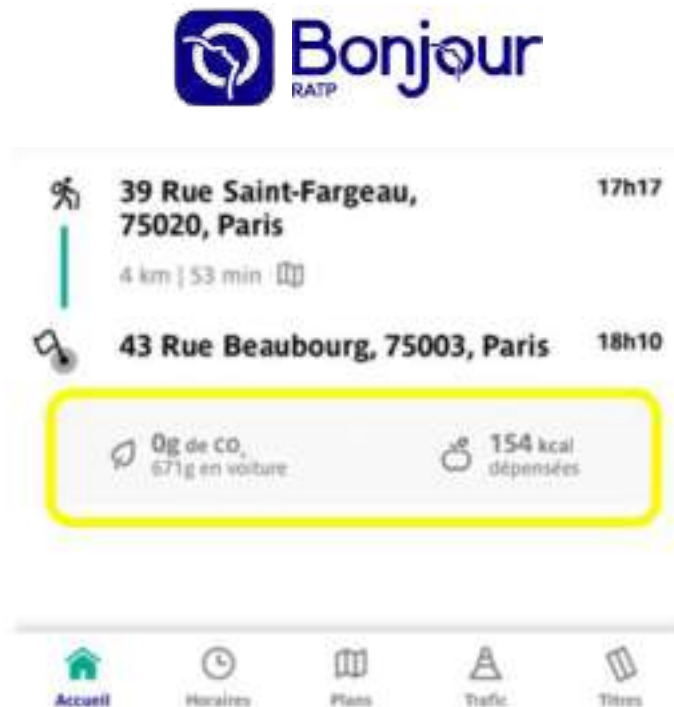 Bonjour
RATP
39 Rue Saint-Fargeau, 17h17
75020, Paris
4 km | 53 min
43 Rue Beaubourg, 75003, Paris 18h10
0g de CO₂ 154 kcal
671g en voiture dépensées
Accueil Horaires Plans Trafic Titres